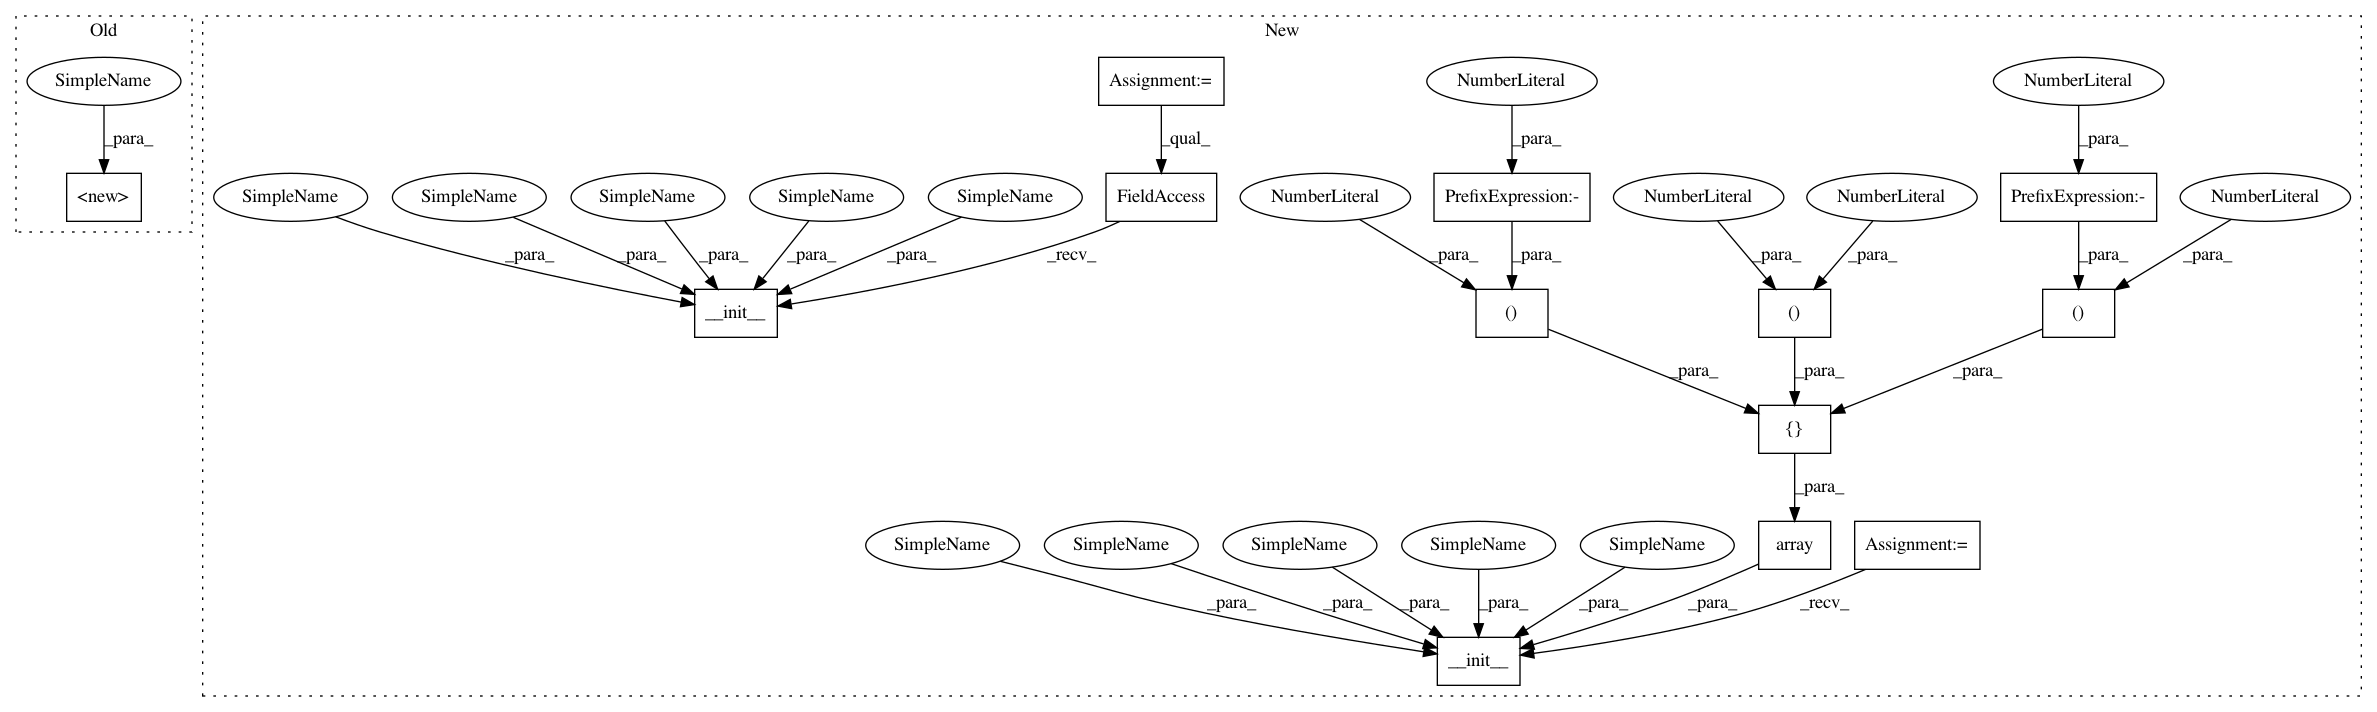 Old
New
SimpleName
Assignment:=
NumberLiteral
NumberLiteral
_para_
_qual_
_para_
_para_
<new>
SimpleName
SimpleName
SimpleName
SimpleName
SimpleName
FieldAccess
NumberLiteral
PrefixExpression:-
NumberLiteral
NumberLiteral
PrefixExpression:-
NumberLiteral
_para_
_para_
_para_
_para_
_para_
_recv_
_para_
_para_
_para_
_para_
_para_
_para_
__init__
()
()
()
_para_
_para_
_para_
{}
_para_
SimpleName
SimpleName
SimpleName
SimpleName
SimpleName
array
Assignment:=
_para_
_para_
_para_
_para_
_para_
_para_
_recv_
__init__